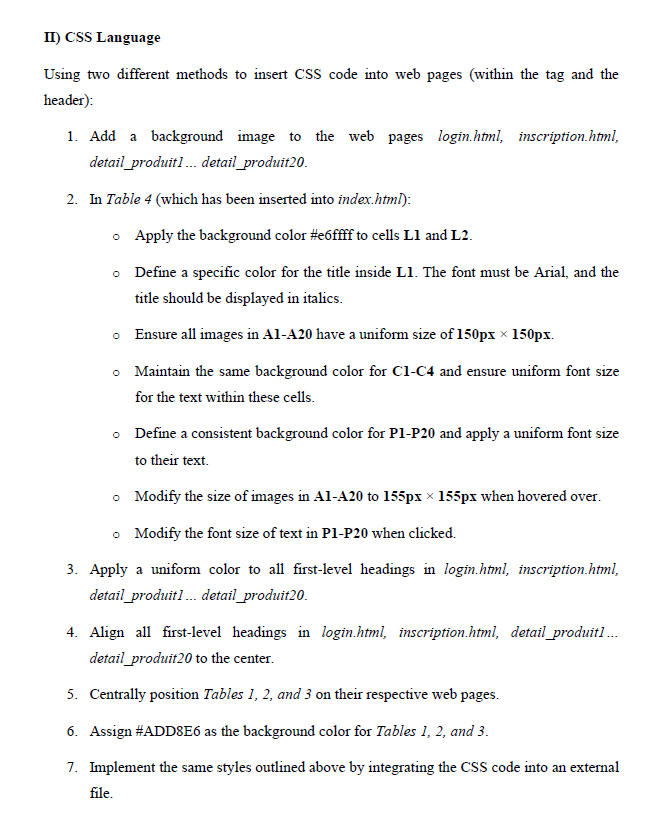 II) CSS Language
Using two different methods to insert CSS code into web pages (within the tag and the
header):
1. Add a background image to the web pages login.html, inscription.html,
detail_produit1... detail_produit20.
2. In Table 4 (which has been inserted into index.html):
o Apply the background color #e6ffff to cells L1 and L2.
o Define a specific color for the title inside L1. The font must be Arial, and the
title should be displayed in italics.
o Ensure all images in A1-A20 have a uniform size of 150px × 150px.
o Maintain the same background color for C1-C4 and ensure uniform font size
for the text within these cells.
o Define a consistent background color for P1-P20 and apply a uniform font size
to their text.
o Modify the size of images in A1-A20 to 155px × 155px when hovered over.
o Modify the font size of text in P1-P20 when clicked.
3. Apply a uniform color to all first-level headings in login.html, inscription.html,
detail_produit1... detail_produit20.
4. Align all first-level headings in login.html, inscription.html, detail_produit1...
detail_produit20 to the center.
5. Centrally position Tables 1, 2, and 3 on their respective web pages.
6. Assign #ADD8E6 as the background color for Tables 1, 2, and 3.
7. Implement the same styles outlined above by integrating the CSS code into an external
file.